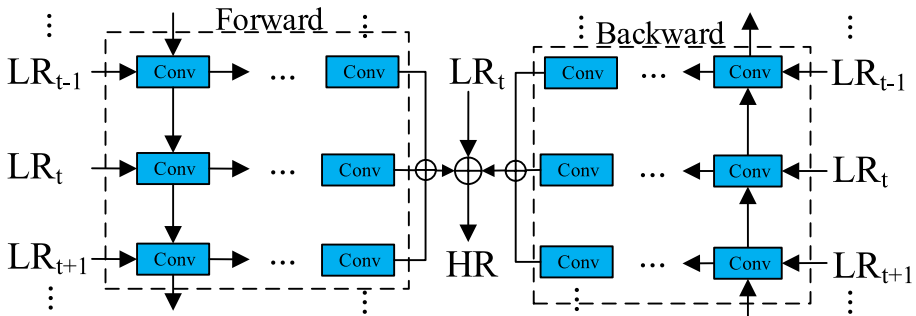 Forward
Backward
LR_{t-1} Conv ... Conv LR_t Conv ... Conv LR_{t-1}
LR_t Conv ... Conv Conv ... Conv LR_t
LR_{t+1} Conv ... Conv HR Conv ... Conv LR_{t+1}